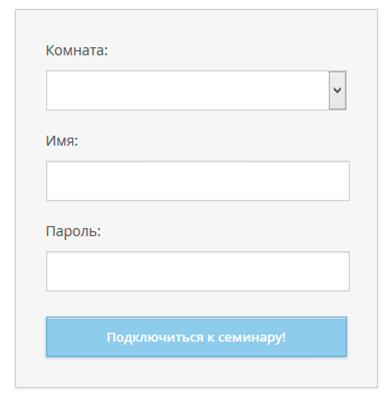 Комната:
Имя:
Пароль:
Подключиться к семинару!